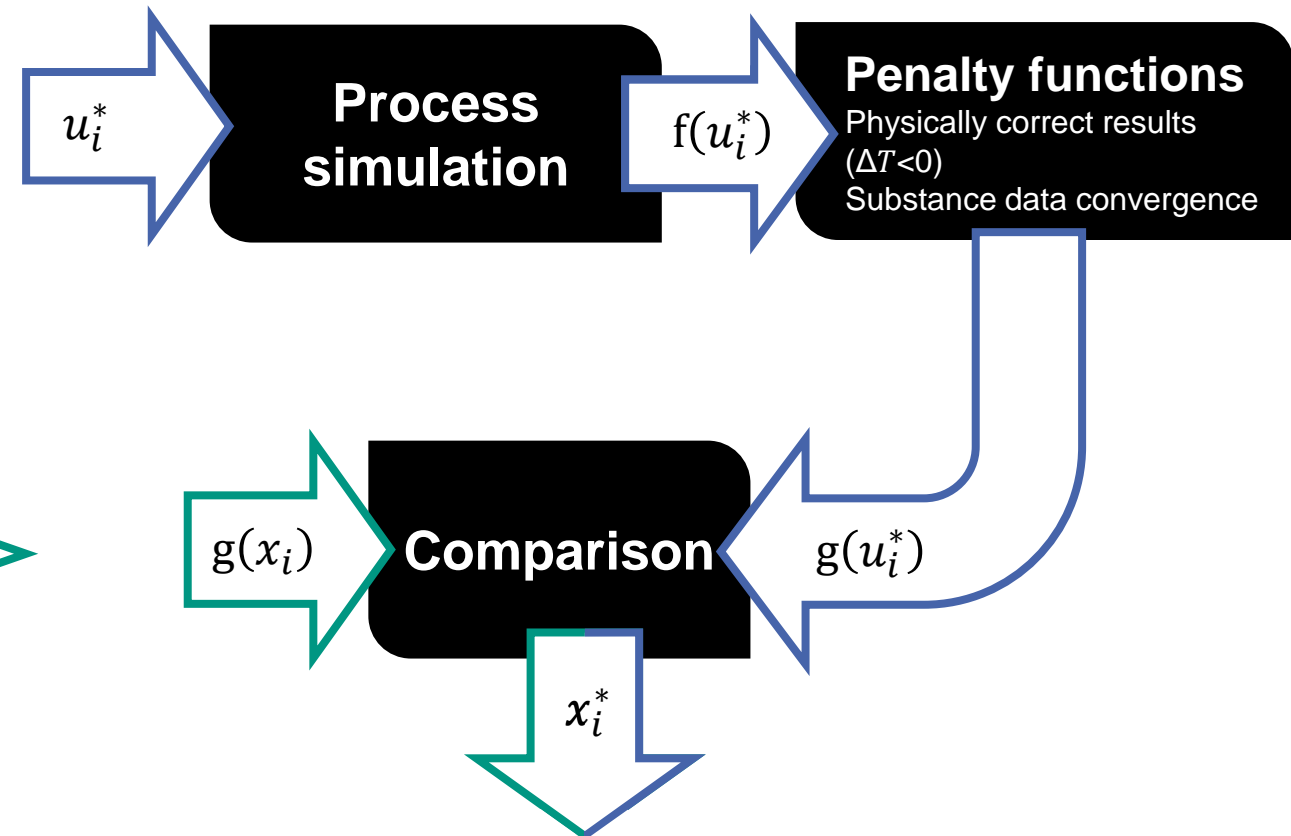 u_i^*
Process
simulation
f(u_i^*)
Penalty functions
Physically correct results
(ΔT<0)
Substance data convergence
g(x_i)
Comparison
g(u_i^*)
x_i^*